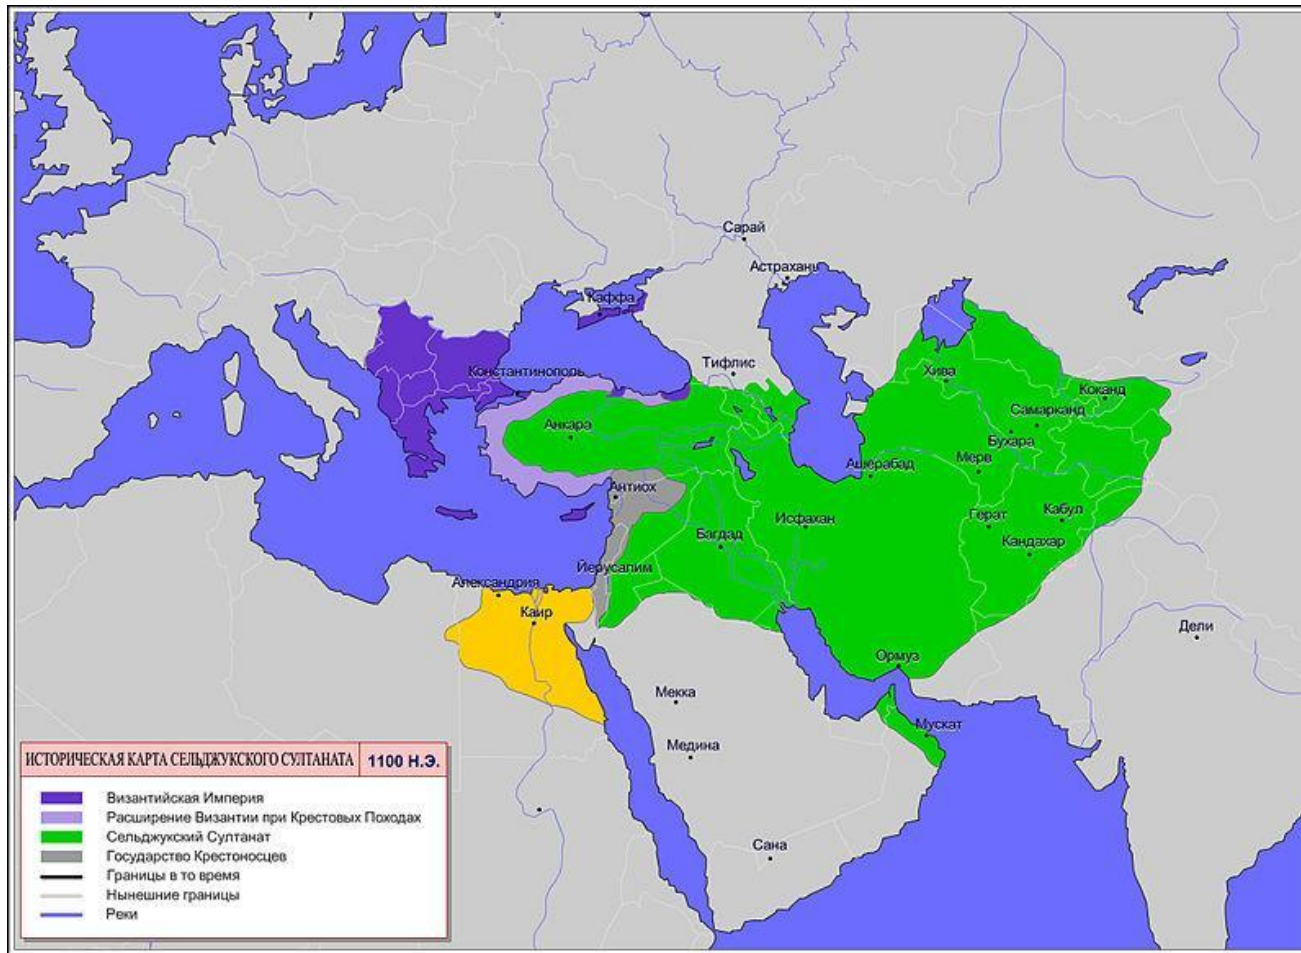 Сарай
Астрахань
Каффа
Константинополь
Тифлис
Хива
Коканд
Самарканд
Анкара
Бухара
Мерв
Ашерабад
Антиох
Исфахан
Герат
Кабул
Багдад
Кандахар
Йерусалим
Александрия
Каир
Дели
Ормуз
Мекка
Мускат
Медина
Сана
ИСТОРИЧЕСКАЯ КАРТА СЕЛЬДЖУКСКОГО СУЛТАНАТА 1100 Н.Э.
Византийская Империя
Расширение Византии при Крестовых Походах
Сельджукский Султанат
Государство Крестоносцев
Границы в то время
Нынешние границы
Реки